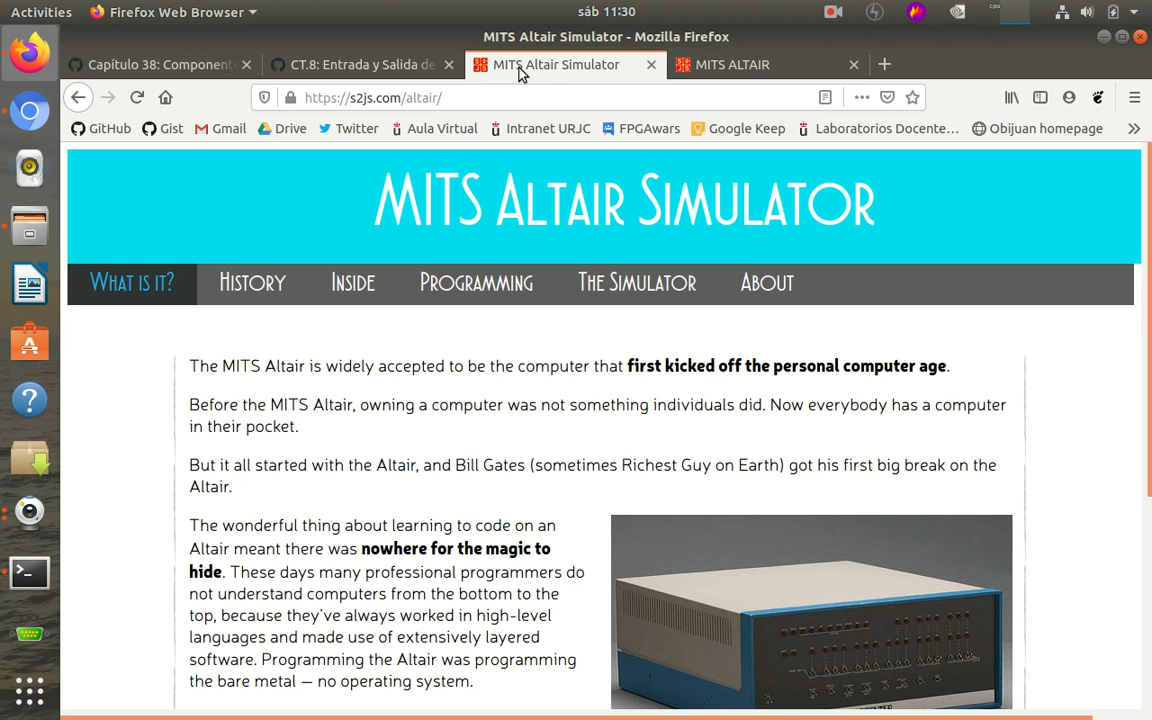 Activities Firefox Web Browser sáb 11:30
MITS Altair Simulator - Mozilla Firefox
Capítulo 38: Component CT.8: Entrada y Salida de MITS Altair Simulator MITS ALTAIR
https://s2js.com/altair/
GitHub Gist Gmail Drive Twitter Aula Virtual Intranet URJC FPGAwars Google Keep Laboratorios Docente… Obijuan homepage
MITS Altair Simulator
What is it? History Inside Programming The Simulator About
The MITS Altair is widely accepted to be the computer that first kicked off the personal computer age.
Before the MITS Altair, owning a computer was not something individuals did. Now everybody has a computer
in their pocket.
But it all started with the Altair, and Bill Gates (sometimes Richest Guy on Earth) got his first big break on the
Altair.
The wonderful thing about learning to code on an
Altair meant there was nowhere for the magic to
hide. These days many professional programmers do
not understand computers from the bottom to the
top, because they've always worked in high-level
languages and made use of extensively layered
software. Programming the Altair was programming
the bare metal – no operating system.